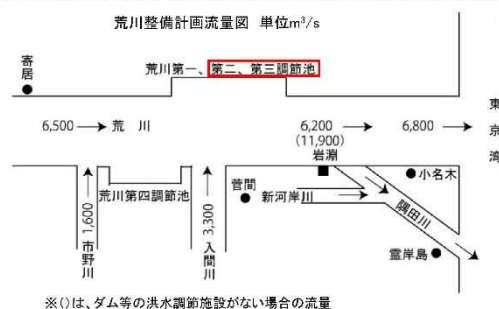 荒川整備計画流量図 単位m³/s
寄居
荒川第一、第二、第三調節池
東京湾
6,500 → 荒川
6,200 →
(11,900)
6,800 →
岩淵
荒川第四調節池
菅間
新河岸川
小名木
1,600 → 市野川
3,300 → 入間川
隅田川
霊岸島
※()は、ダム等の洪水調節施設がない場合の流量